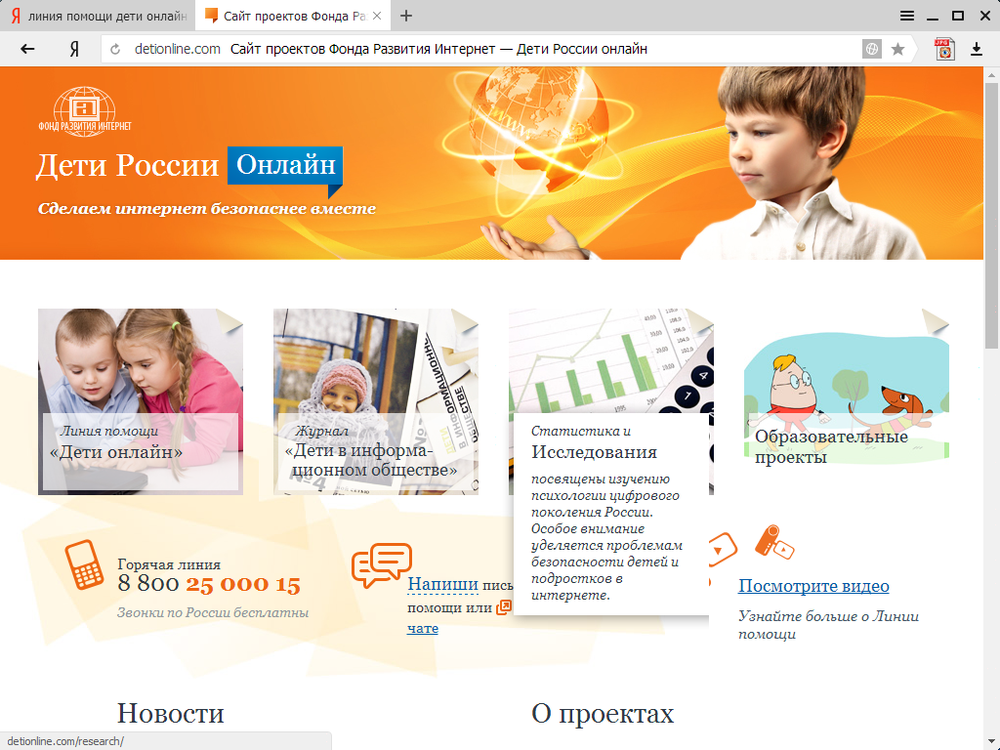 линия помощи дети онлайн
Сайт проектов Фонда Ра
detionline.com Сайт проектов Фонда Развития Интернет — Дети России онлайн
JPG
ФОНД РАЗВИТИЯ ИНТЕРНЕТ
Дети России Онлайн
Сделаем интернет безопаснее вместе
Линия помощи
«Дети онлайн»
Журнал
«Дети в информа-
ционном обществе»
№4
Статистика и
Исследования
посвящены изучению
психологии цифрового
поколения России.
Особое внимание
уделяется проблемам
безопасности детей и
подростков в
интернете.
Образовательные
проекты
Горячая линия
8 800 25 000 15
Звонки по России бесплатны
Напиши пись
помощи или
чате
Посмотрите видео
Узнайте больше о Линии
помощи
Новости
О проектах
detionline.com/research/